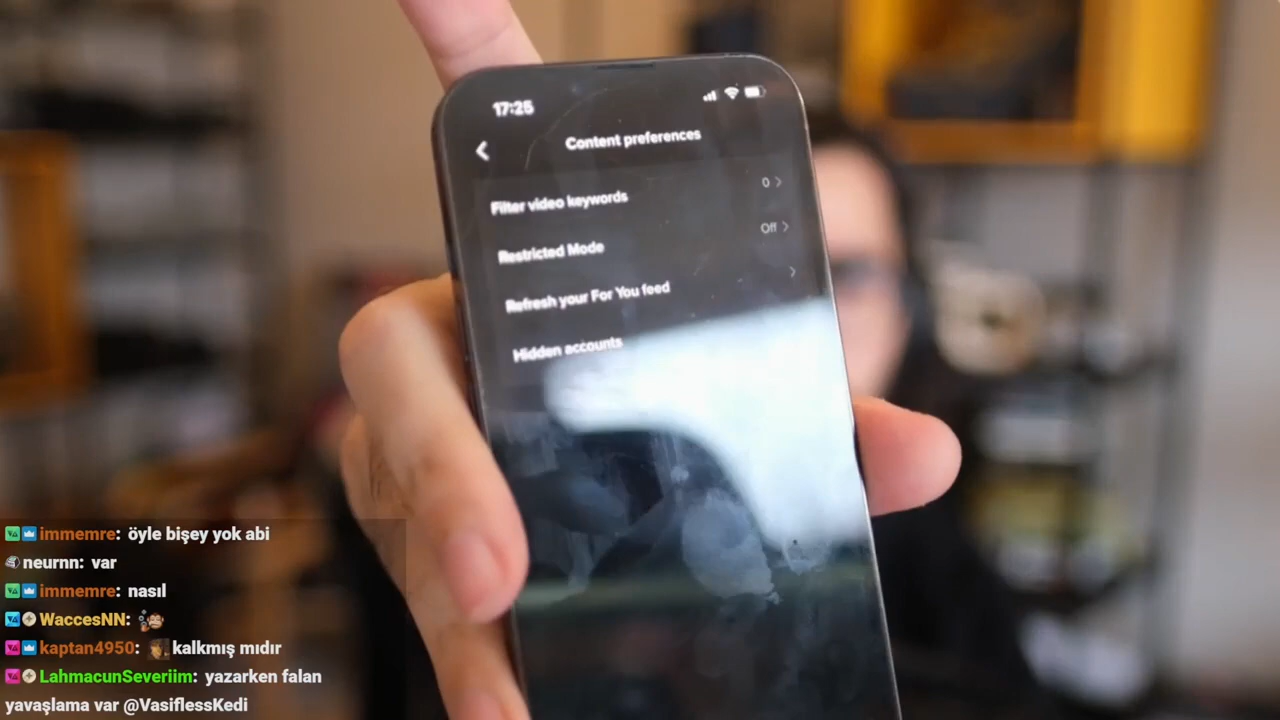 17:25
Content preferences
Filter video keywords 0
Restricted Mode Off
Refresh your For You feed
Hidden accounts
immemre: öyle bişey yok abi
neurnn: var
immemre: nasıl
WaccesNN:
kaptan4950: kalkmış mıdır
LahmacunSeveriim: yazarken falan
yavaşlama var @VasiflessKedi